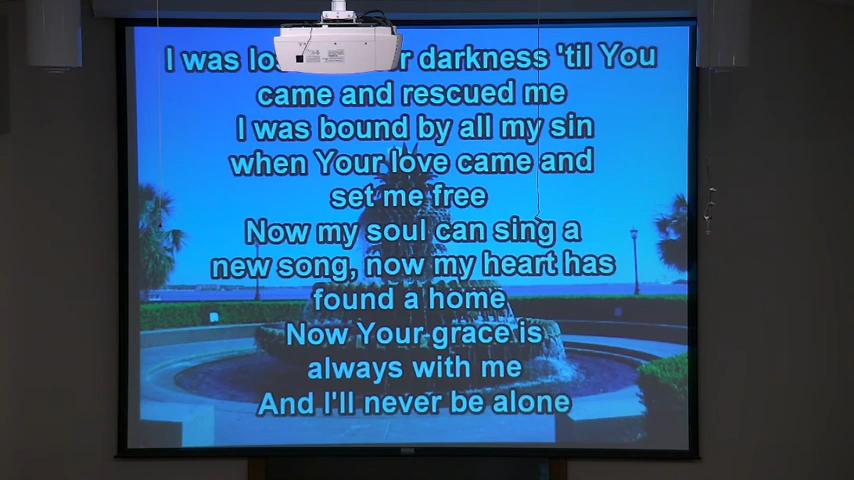 I was los r darkness 'til You
came and rescued me
I was bound by all my sin
when Your love came and
set me free
Now my soul can sing a
new song, now my heart has
found a home
Now Your grace is
always with me
And I'll never be alone